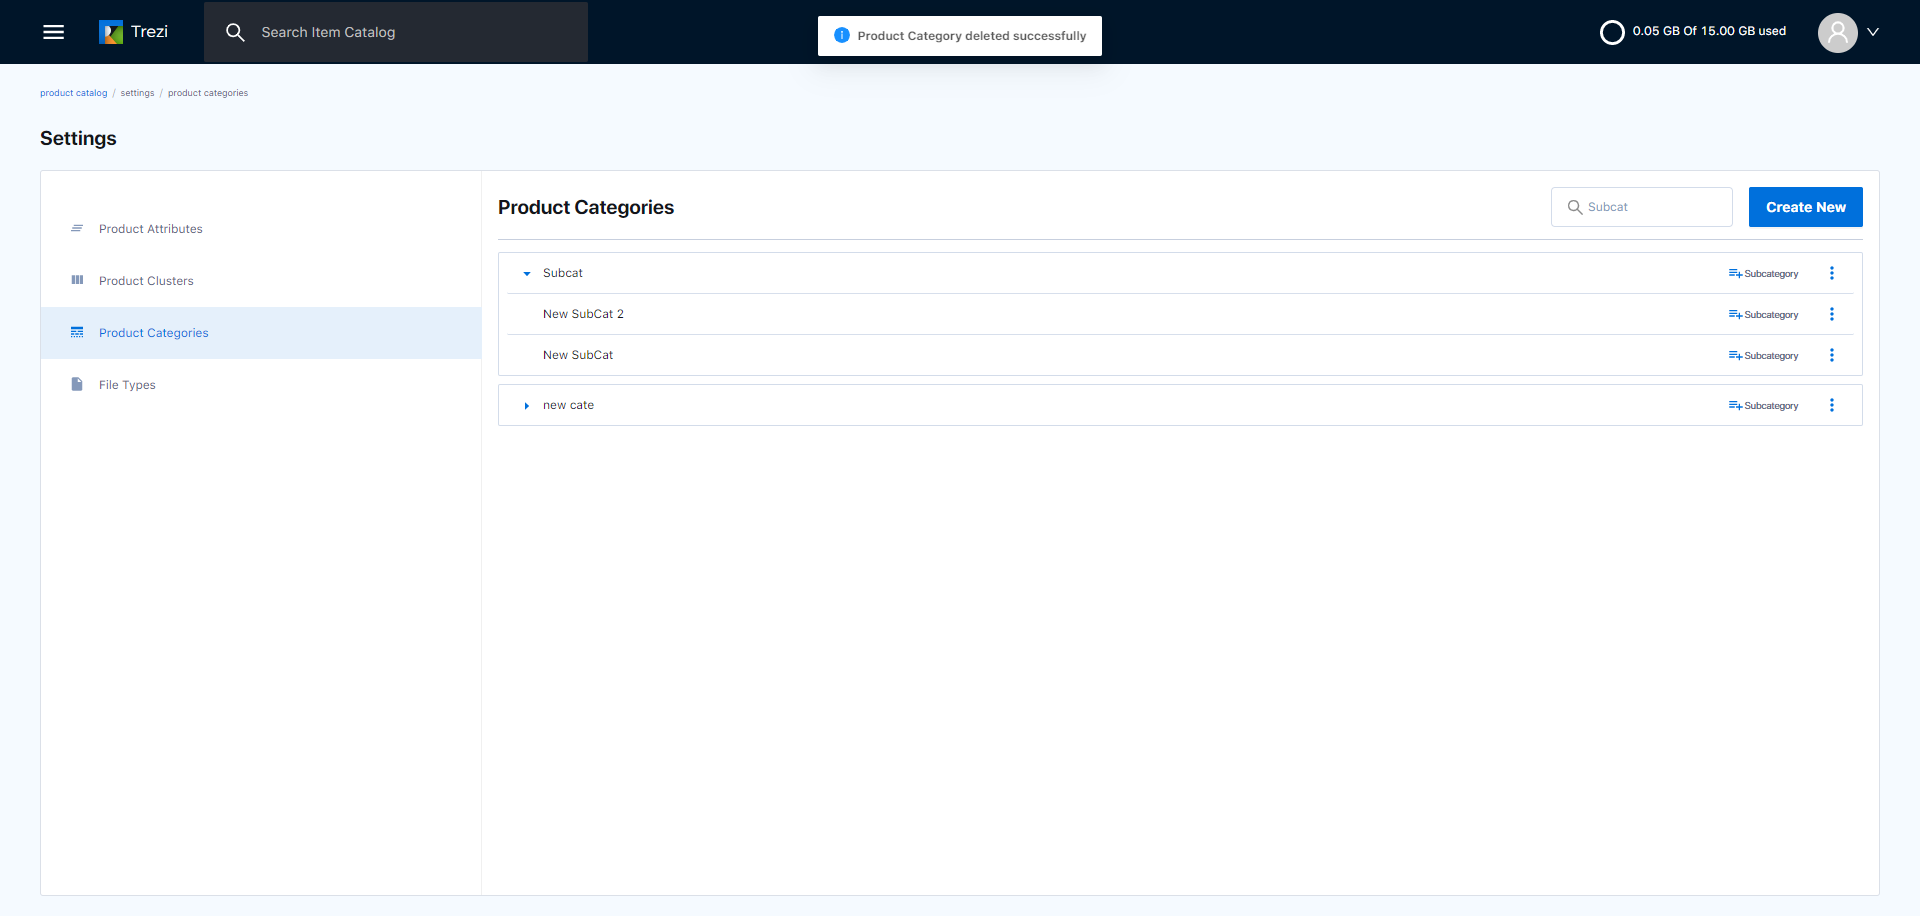 Trezi
Search Item Catalog
Product Category deleted successfully
0.05 GB Of 15.00 GB used
product catalog / settings / product categories
Settings
Product Attributes
Product Clusters
Product Categories
File Types
Product Categories
Subcat
Create New
Subcat
Subcategory
New SubCat 2
Subcategory
New SubCat
Subcategory
new cate
Subcategory